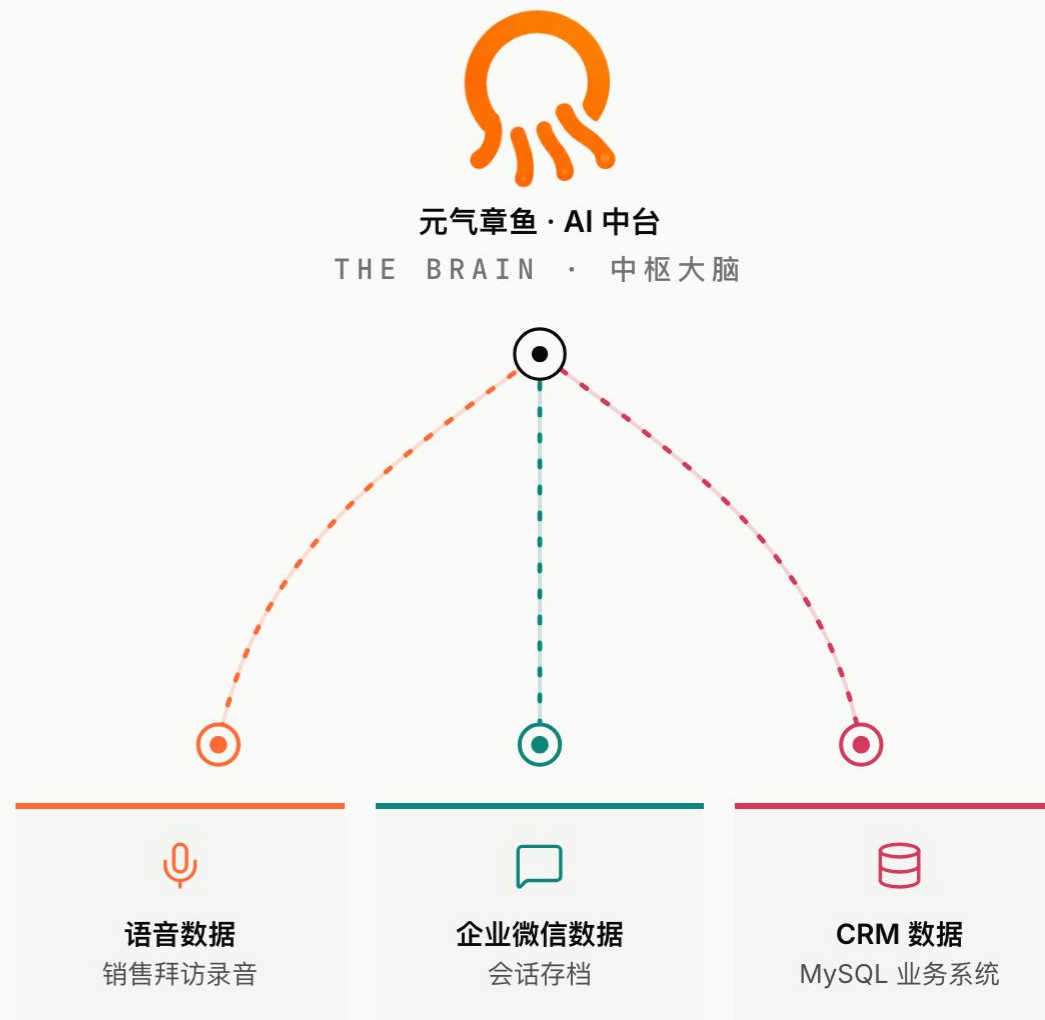 元气章鱼 · AI 中台
THE BRAIN · 中枢大脑
语音数据
销售拜访录音
企业微信数据
会话存档
CRM 数据
MySQL 业务系统